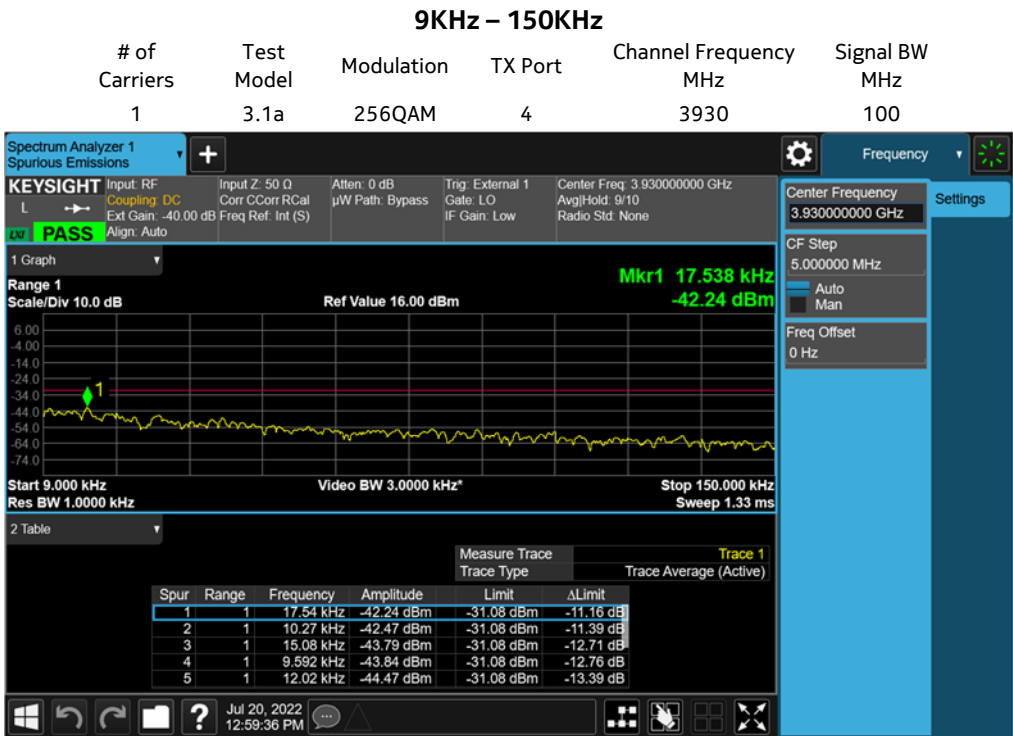 9KHz – 150KHz
# of Carriers Test Model Modulation TX Port Channel Frequency MHz Signal BW MHz
1 3.1a 256QAM 4 3930 100
Spectrum Analyzer 1
Spurious Emissions
+
Frequency
KEYSIGHT Input: RF Input Z: 50 Ω Atten: 0 dB Trig: External 1 Center Freq: 3.930000000 GHz
L Coupling: DC Corr CCorr RCal µW Path: Bypass Gate: LO Avg|Hold: 9/10
Ext Gain: -40.00 dB Freq Ref: Int (S) IF Gain: Low Radio Std: None
LXI PASS Align: Auto
Center Frequency
3.930000000 GHz
Settings
CF Step
5.000000 MHz
Auto
Man
Freq Offset
0 Hz
1 Graph
Range 1
Scale/Div 10.0 dB Ref Value 16.00 dBm
Mkr1 17.538 kHz
-42.24 dBm
6.00
-4.00
-14.0
-24.0
-34.0
-44.0
-54.0
-64.0
-74.0
1
Start 9.000 kHz Video BW 3.0000 kHz* Stop 150.000 kHz
Res BW 1.0000 kHz Sweep 1.33 ms
2 Table
Measure Trace Trace 1
Trace Type Trace Average (Active)
Spur Range Frequency Amplitude Limit ΔLimit
1 1 17.54 kHz -42.24 dBm -31.08 dBm -11.16 dB
2 1 10.27 kHz -42.47 dBm -31.08 dBm -11.39 dB
3 1 15.08 kHz -43.79 dBm -31.08 dBm -12.71 dB
4 1 9.592 kHz -43.84 dBm -31.08 dBm -12.76 dB
5 1 12.02 kHz -44.47 dBm -31.08 dBm -13.39 dB
? Jul 20, 2022
12:59:36 PM